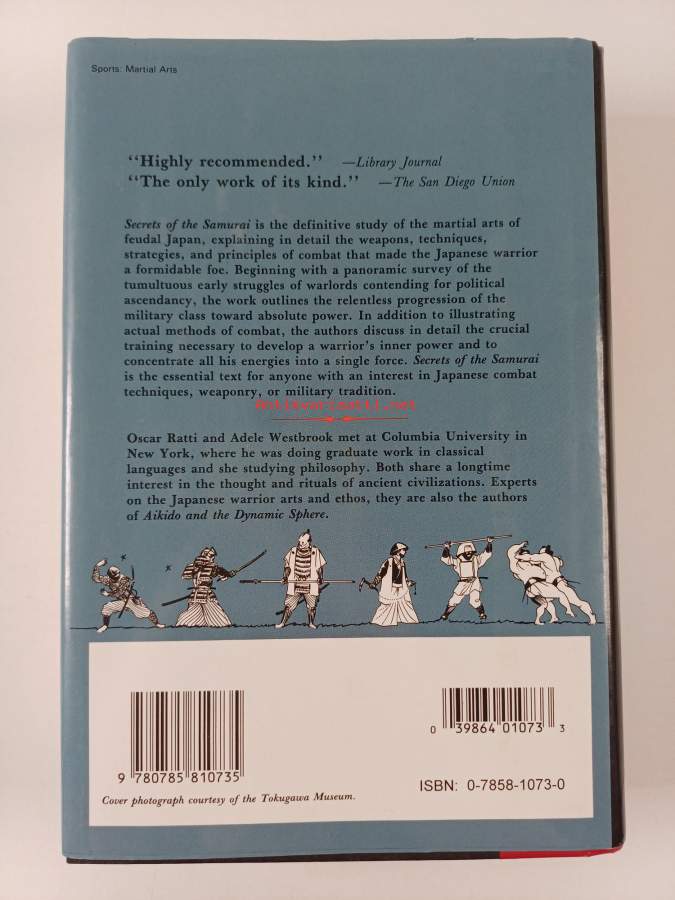 Sports: Martial Arts
“Highly recommended.” —Library Journal
“The only work of its kind.” —The San Diego Union
Secrets of the Samurai is the definitive study of the martial arts of
feudal Japan, explaining in detail the weapons, techniques,
strategies, and principles of combat that made the Japanese warrior
a formidable foe. Beginning with a panoramic survey of the
tumultuous early struggles of warlords contending for political
ascendancy, the work outlines the relentless progression of the
military class toward absolute power. In addition to illustrating
actual methods of combat, the authors discuss in detail the crucial
training necessary to develop a warrior's inner power and to
concentrate all his energies into a single force. Secrets of the Samurai
is the essential text for anyone with an interest in Japanese combat
techniques, weaponry, or military tradition.
Antikvariaatti.net
Oscar Ratti and Adele Westbrook met at Columbia University in
New York, where he was doing graduate work in classical
languages and she studying philosophy. Both share a longtime
interest in the thought and rituals of ancient civilizations. Experts
on the Japanese warrior arts and ethos, they are also the authors
of Aikido and the Dynamic Sphere.
0 39864 01073 3
9 780785 810735
ISBN: 0-7858-1073-0
Cover photograph courtesy of the Tokugawa Museum.